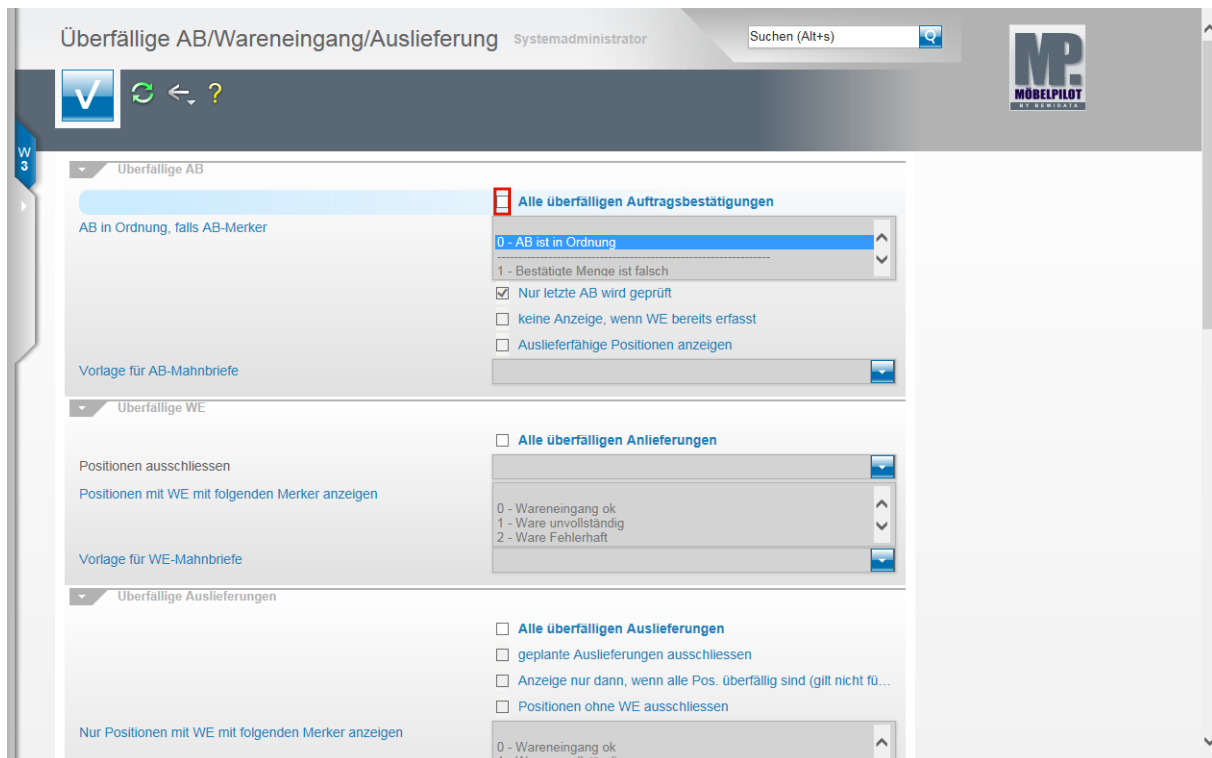 Überfällige AB/Wareneingang/Auslieferung Systemadministrator Suchen (Alt+s)
MP.
MÖBELPILOT
BY BEWIDATA
?
W
3
Überfällige AB
Alle überfälligen Auftragsbestätigungen
AB in Ordnung, falls AB-Merker
0 - AB ist in Ordnung
----------------------------------------------------------------------
1 - Bestätigte Menge ist falsch
Nur letzte AB wird geprüft
keine Anzeige, wenn WE bereits erfasst
Auslieferfähige Positionen anzeigen
Vorlage für AB-Mahnbriefe
Überfällige WE
Alle überfälligen Anlieferungen
Positionen ausschliessen
Positionen mit WE mit folgenden Merker anzeigen
0 - Wareneingang ok
1 - Ware unvollständig
2 - Ware Fehlerhaft
Vorlage für WE-Mahnbriefe
Überfällige Auslieferungen
Alle überfälligen Auslieferungen
geplante Auslieferungen ausschliessen
Anzeige nur dann, wenn alle Pos. überfällig sind (gilt nicht fü...
Positionen ohne WE ausschliessen
Nur Positionen mit WE mit folgenden Merker anzeigen
0 - Wareneingang ok